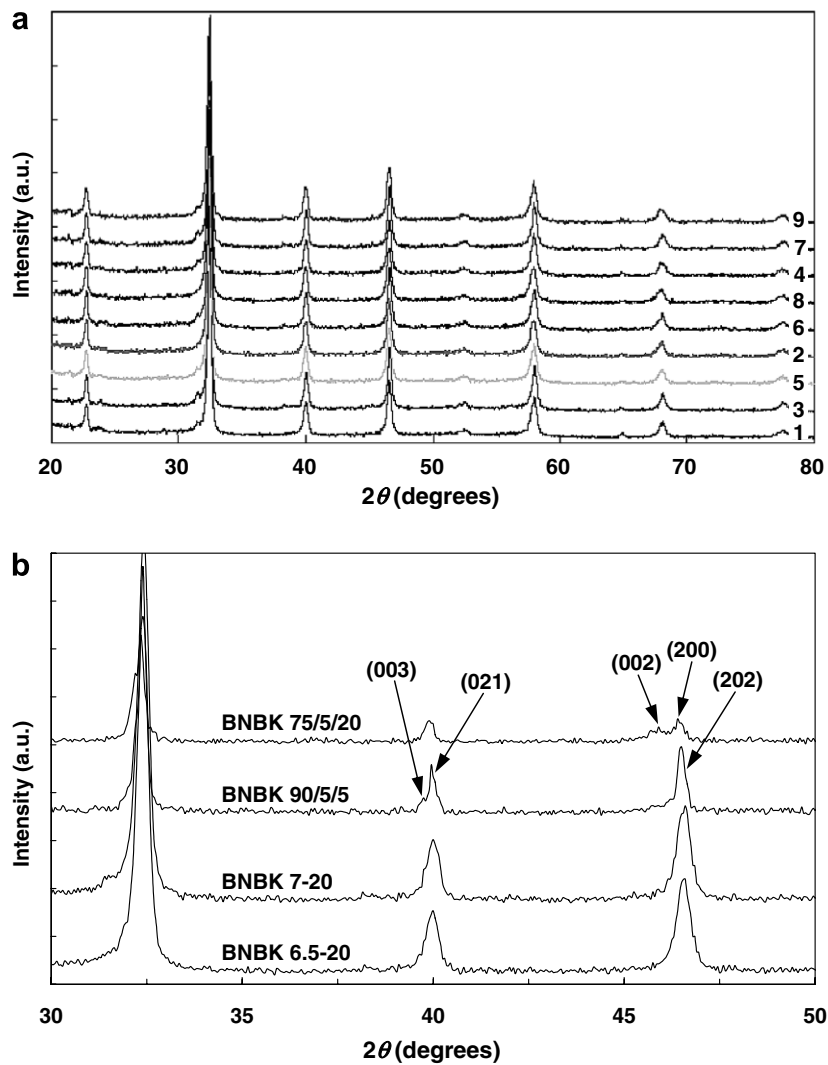 a
Intensity (a.u.)
9
7
4
8
6
2
5
3
1
20 30 40 50 60 70 80
2θ (degrees)
b
Intensity (a.u.)
(002) (200)
(003) (021) (202)
BNBK 75/5/20
BNBK 90/5/5
BNBK 7-20
BNBK 6.5-20
30 35 40 45 50
2θ (degrees)